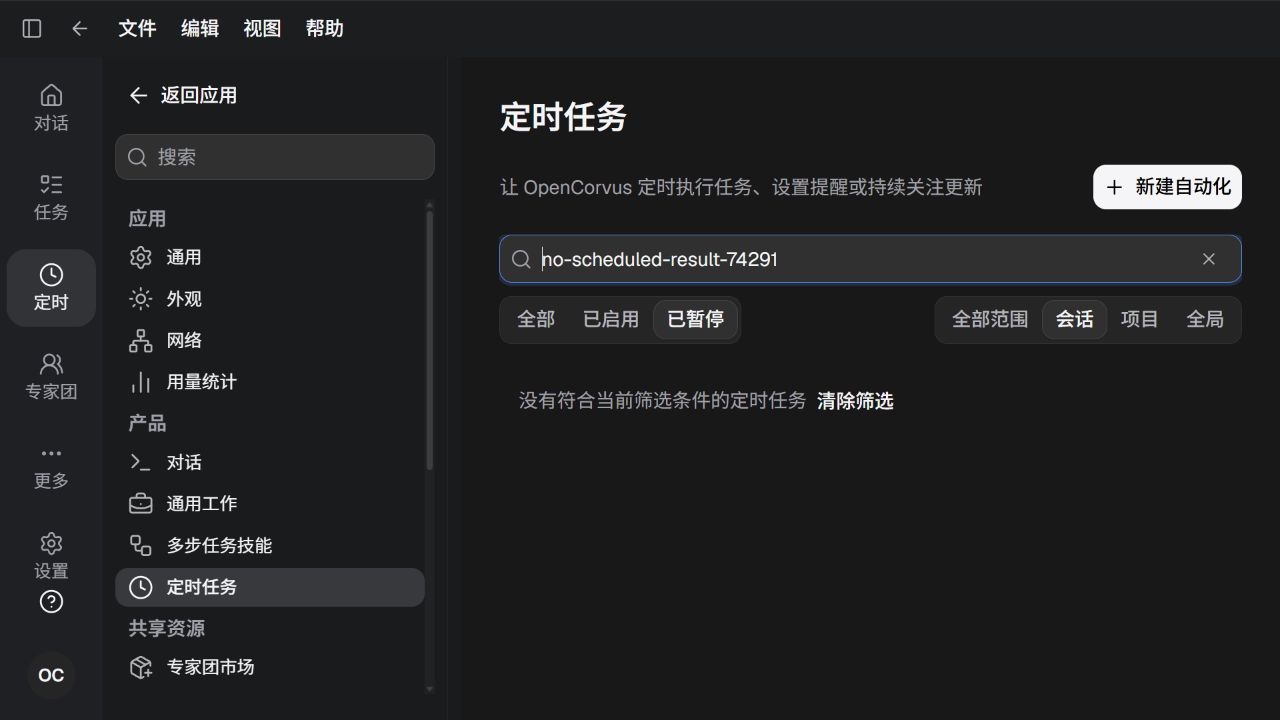 文件 编辑 视图 帮助
对话
任务
定时
专家团
更多
设置
OC
返回应用
搜索
应用
通用
外观
网络
用量统计
产品
对话
通用工作
多步任务技能
定时任务
共享资源
专家团市场
定时任务
让 OpenCorvus 定时执行任务、设置提醒或持续关注更新
新建自动化
no-scheduled-result-74291
全部 已启用 已暂停 全部范围 会话 项目 全局
没有符合当前筛选条件的定时任务 清除筛选